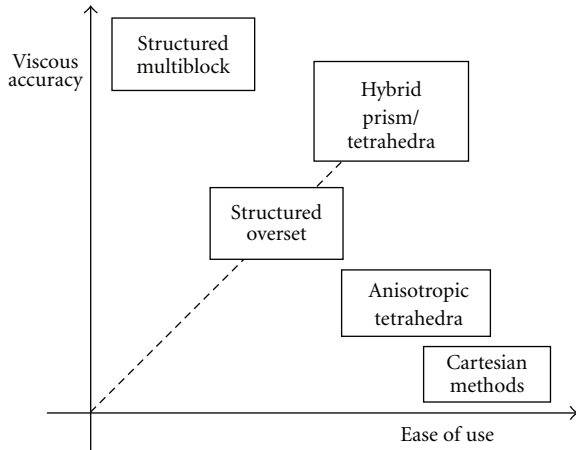 Viscous
accuracy
Structured
multiblock
Hybrid
prism/
tetrahedra
Structured
overset
Anisotropic
tetrahedra
Cartesian
methods
Ease of use